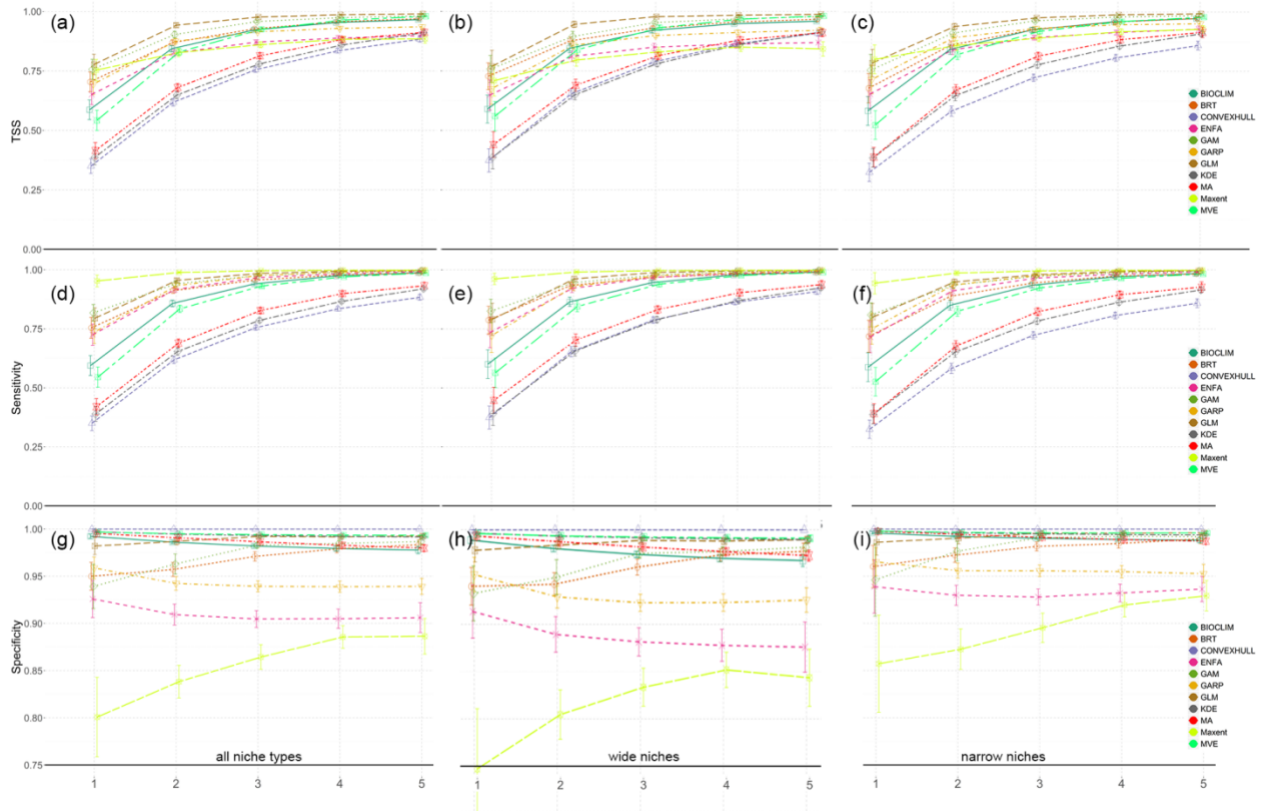 (a)
(b)
(c)
TSS
1.00
0.75
0.50
0.25
0.00
BIOCLIM
BRT
CONVEXHULL
ENFA
GAM
GARP
GLM
KDE
MA
Maxent
MVE
(d)
(e)
(f)
Sensitivity
1.00
0.75
0.50
0.25
0.00
BIOCLIM
BRT
CONVEXHULL
ENFA
GAM
GARP
GLM
KDE
MA
Maxent
MVE
(g)
(h)
(i)
Specificity
1.00
0.95
0.90
0.85
0.80
0.75
BIOCLIM
BRT
CONVEXHULL
ENFA
GAM
GARP
GLM
KDE
MA
Maxent
MVE
all niche types
wide niches
narrow niches
1 2 3 4 5
1 2 3 4 5
1 2 3 4 5